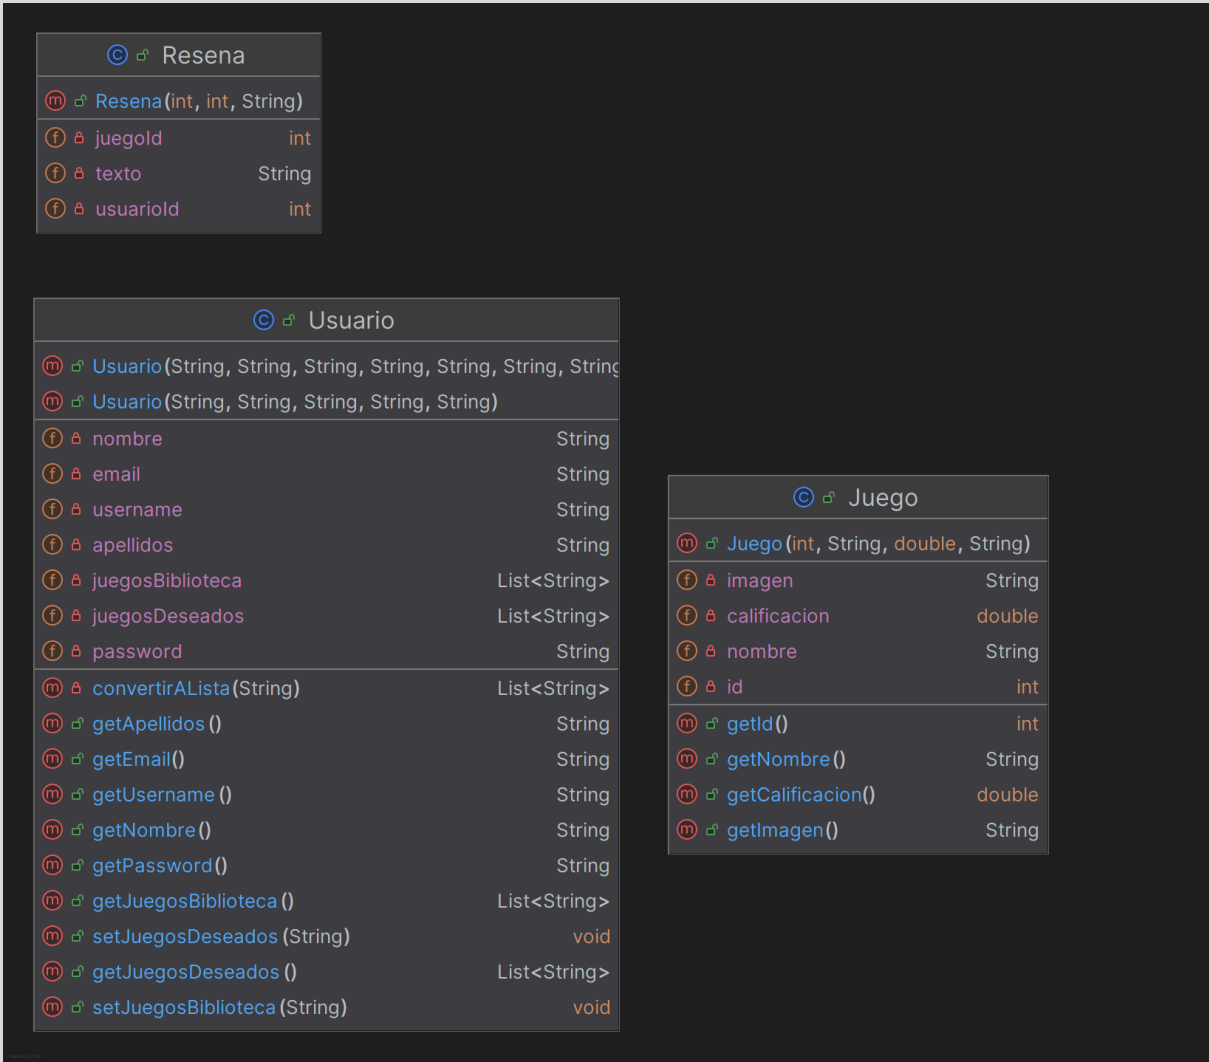 Resena
Resena(int, int, String)
juegoId int
texto String
usuarioId int
Usuario
Usuario(String, String, String, String, String, String, String
Usuario(String, String, String, String, String)
nombre String
email String
username String
apellidos String
juegosBiblioteca List<String>
juegosDeseados List<String>
password String
convertirALista(String) List<String>
getApellidos() String
getEmail() String
getUsername() String
getNombre() String
getPassword() String
getJuegosBiblioteca() List<String>
setJuegosDeseados(String) void
getJuegosDeseados() List<String>
setJuegosBiblioteca(String) void
Juego
Juego(int, String, double, String)
imagen String
calificacion double
nombre String
id int
getId() int
getNombre() String
getCalificacion() double
getImagen() String